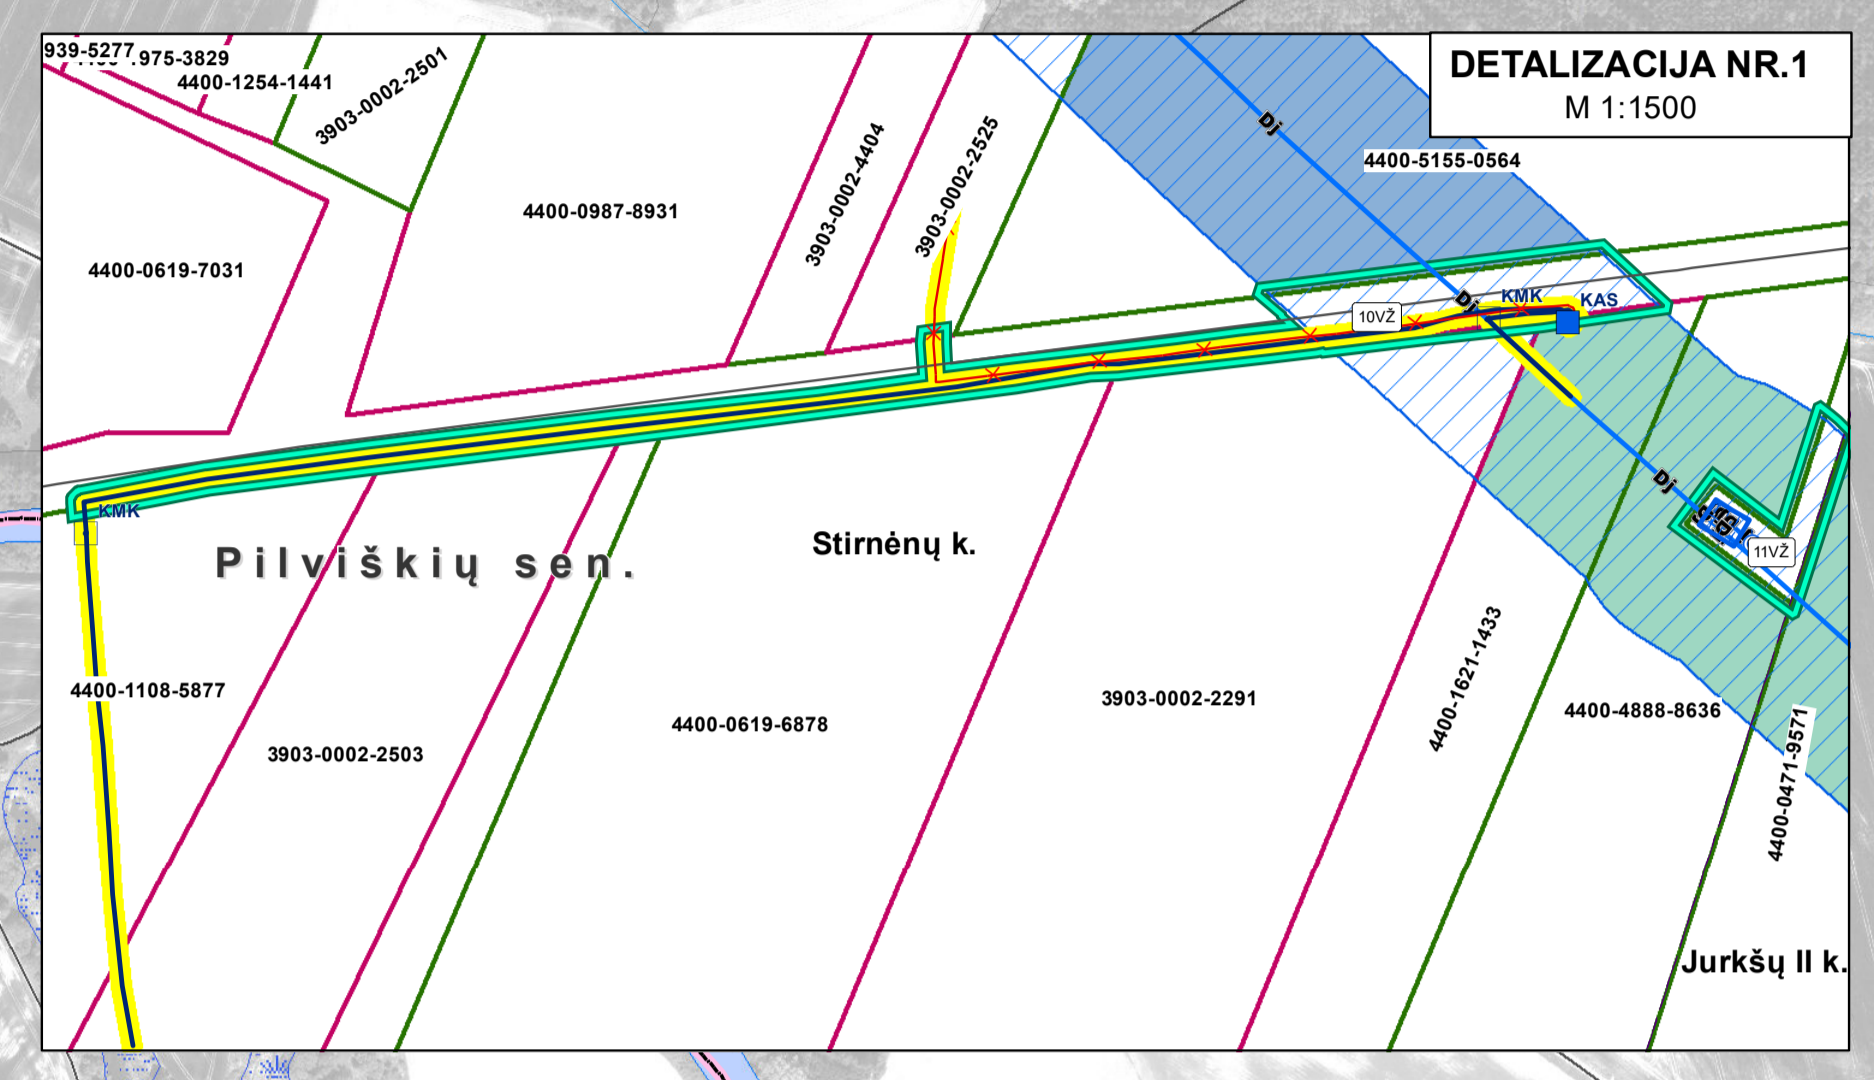 DETALIZACIJA NR.1
M 1:1500
939-5277
975-3829
4400-1254-1441
3903-0002-2501
4400-0987-8931
3903-0002-4404
3903-0002-2525
4400-5155-0564
4400-0619-7031
Dj
Dj
KMK
KAS
10VŽ
KMK
Pilviškių sen.
Stirnėnų k.
Dj
11VŽ
4400-1108-5877
3903-0002-2503
4400-0619-6878
3903-0002-2291
4400-1621-1433
4400-4888-8636
4400-0471-9571
Jurkšų II k.